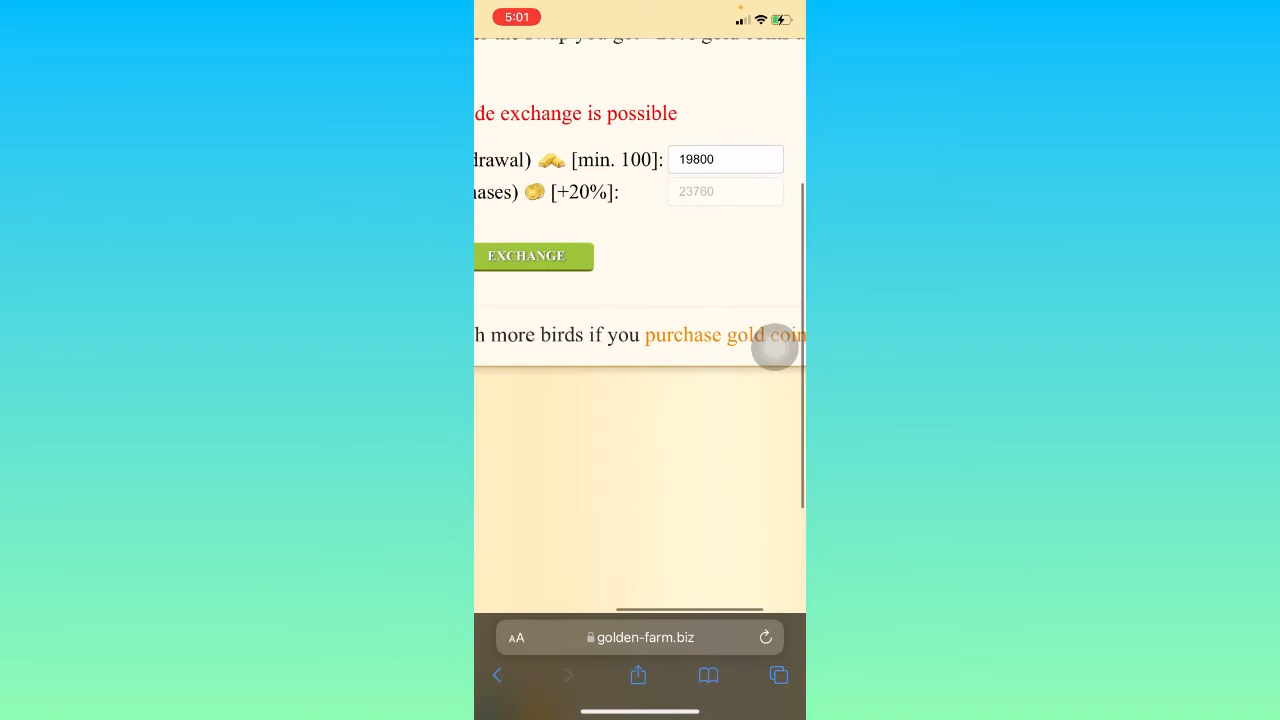 5:01
de exchange is possible
drawal) [min. 100]: 19800
ases) [+20%]: 23760
EXCHANGE
h more birds if you purchase gold coin
AA golden-farm.biz